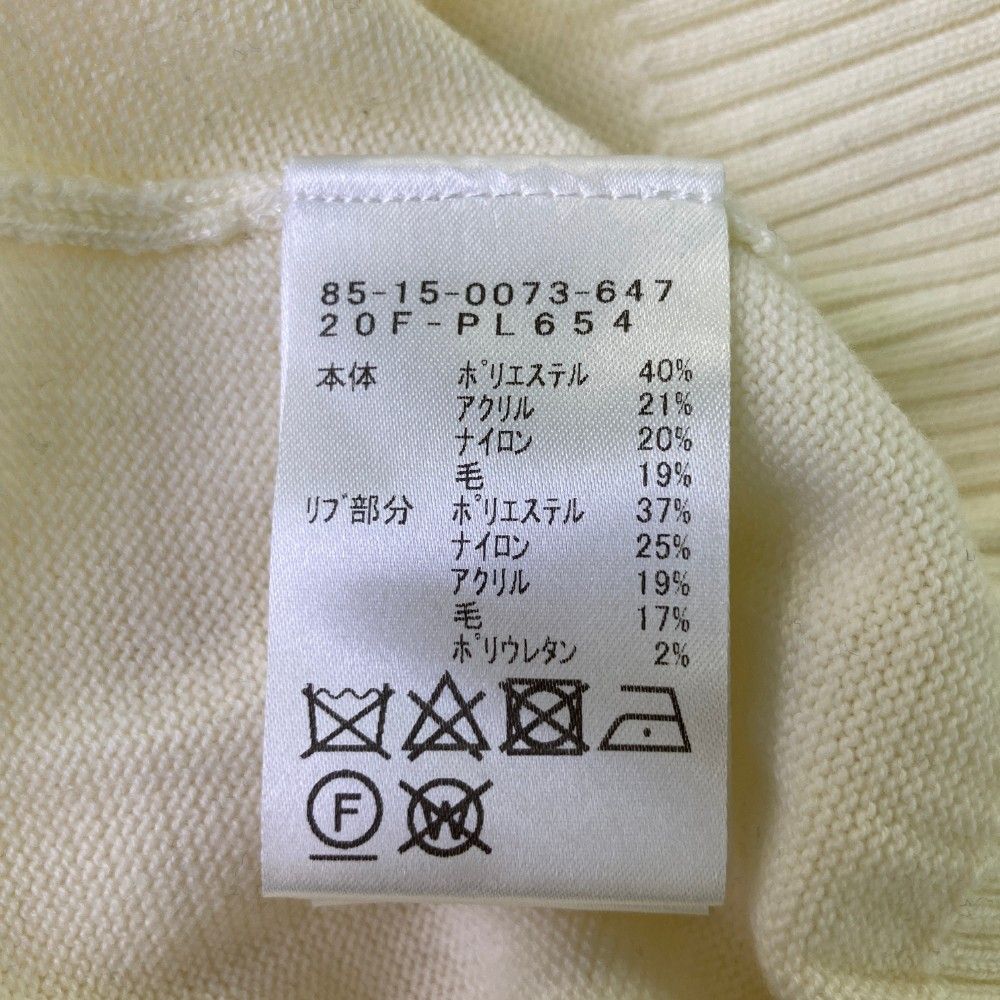 85-15-0073-647
20F-PL654
本体 ポリエステル 40%
アクリル 21%
ナイロン 20%
毛 19%
リブ部分 ポリエステル 37%
ナイロン 25%
アクリル 19%
毛 17%
ポリウレタン 2%
F W